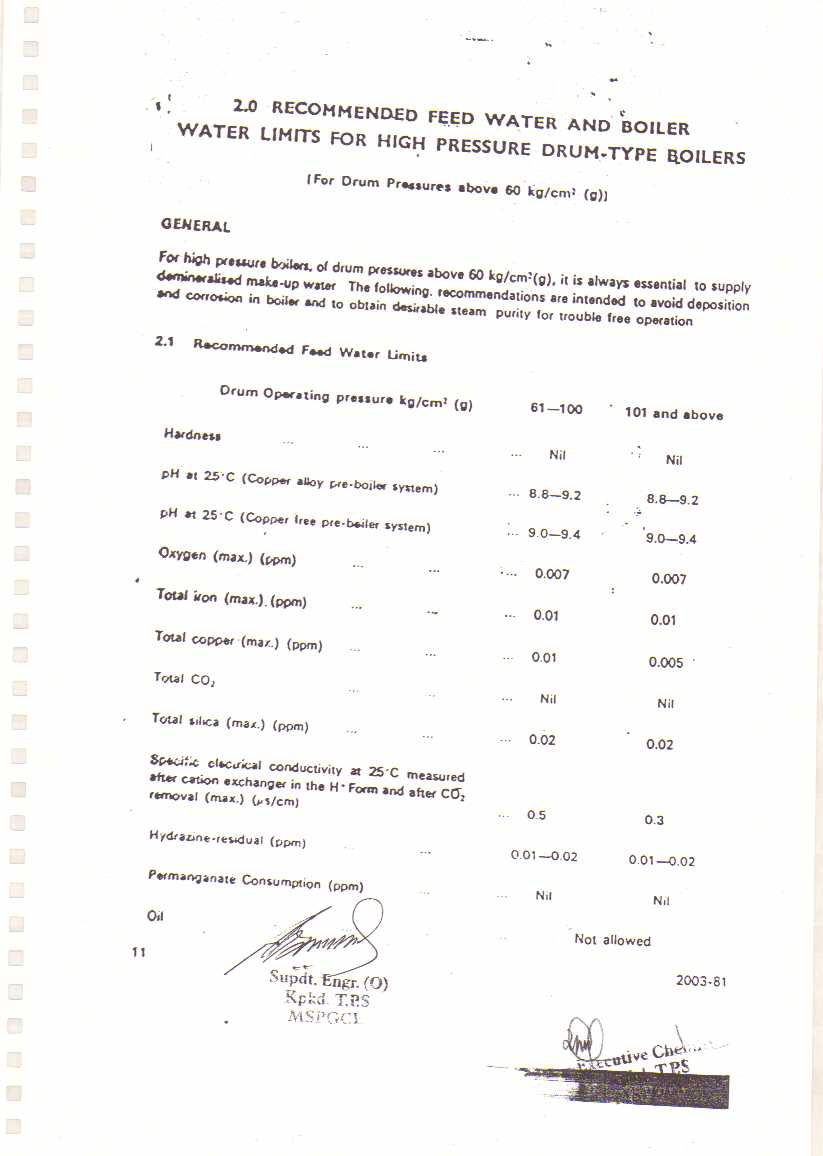 2.0 RECOMMENDED FEED WATER AND BOILER
WATER LIMITS FOR HIGH PRESSURE DRUM-TYPE BOILERS
[For Drum Pressures above 60 kg/cm² (g)]
GENERAL
For high pressure boilers, of drum pressures above 60 kg/cm²(g), it is always essential to supply
demineralised make-up water The following. recommendations are intended to avoid deposition
and corrosion in boiler and to obtain desirable steam purity for trouble free operation
2.1 Recommended Feed Water Limits
Drum Operating pressure kg/cm² (g) 61—100 101 and above
Hardness ... ... ... ... Nil Nil
pH at 25°C (Copper alloy pre-boiler system) ... 8.8—9.2 8.8—9.2
pH at 25°C (Copper free pre-boiler system) ... 9.0—9.4 9.0—9.4
Oxygen (max.) (ppm) ... ... ... 0.007 0.007
Total iron (max.) (ppm) ... ... ... 0.01 0.01
Total copper (max.) (ppm) ... ... ... 0.01 0.005
Total CO₂ ... ... ... Nil Nil
Total silica (max.) (ppm) ... ... ... 0.02 0.02
Specific electrical conductivity at 25°C measured
after cation exchanger in the H⁺ Form and after CO₂
removal (max.) (µs/cm) ... 0.5 0.3
Hydrazine-residual (ppm) ... ... 0.01—0.02 0.01—0.02
Permanganate Consumption (ppm) ... ... Nil Nil
Oil ... Not allowed
11
2003-81
Supdt. Engr. (O)
Kpkd. T.P.S
MSPGCL
Executive
T.P.S